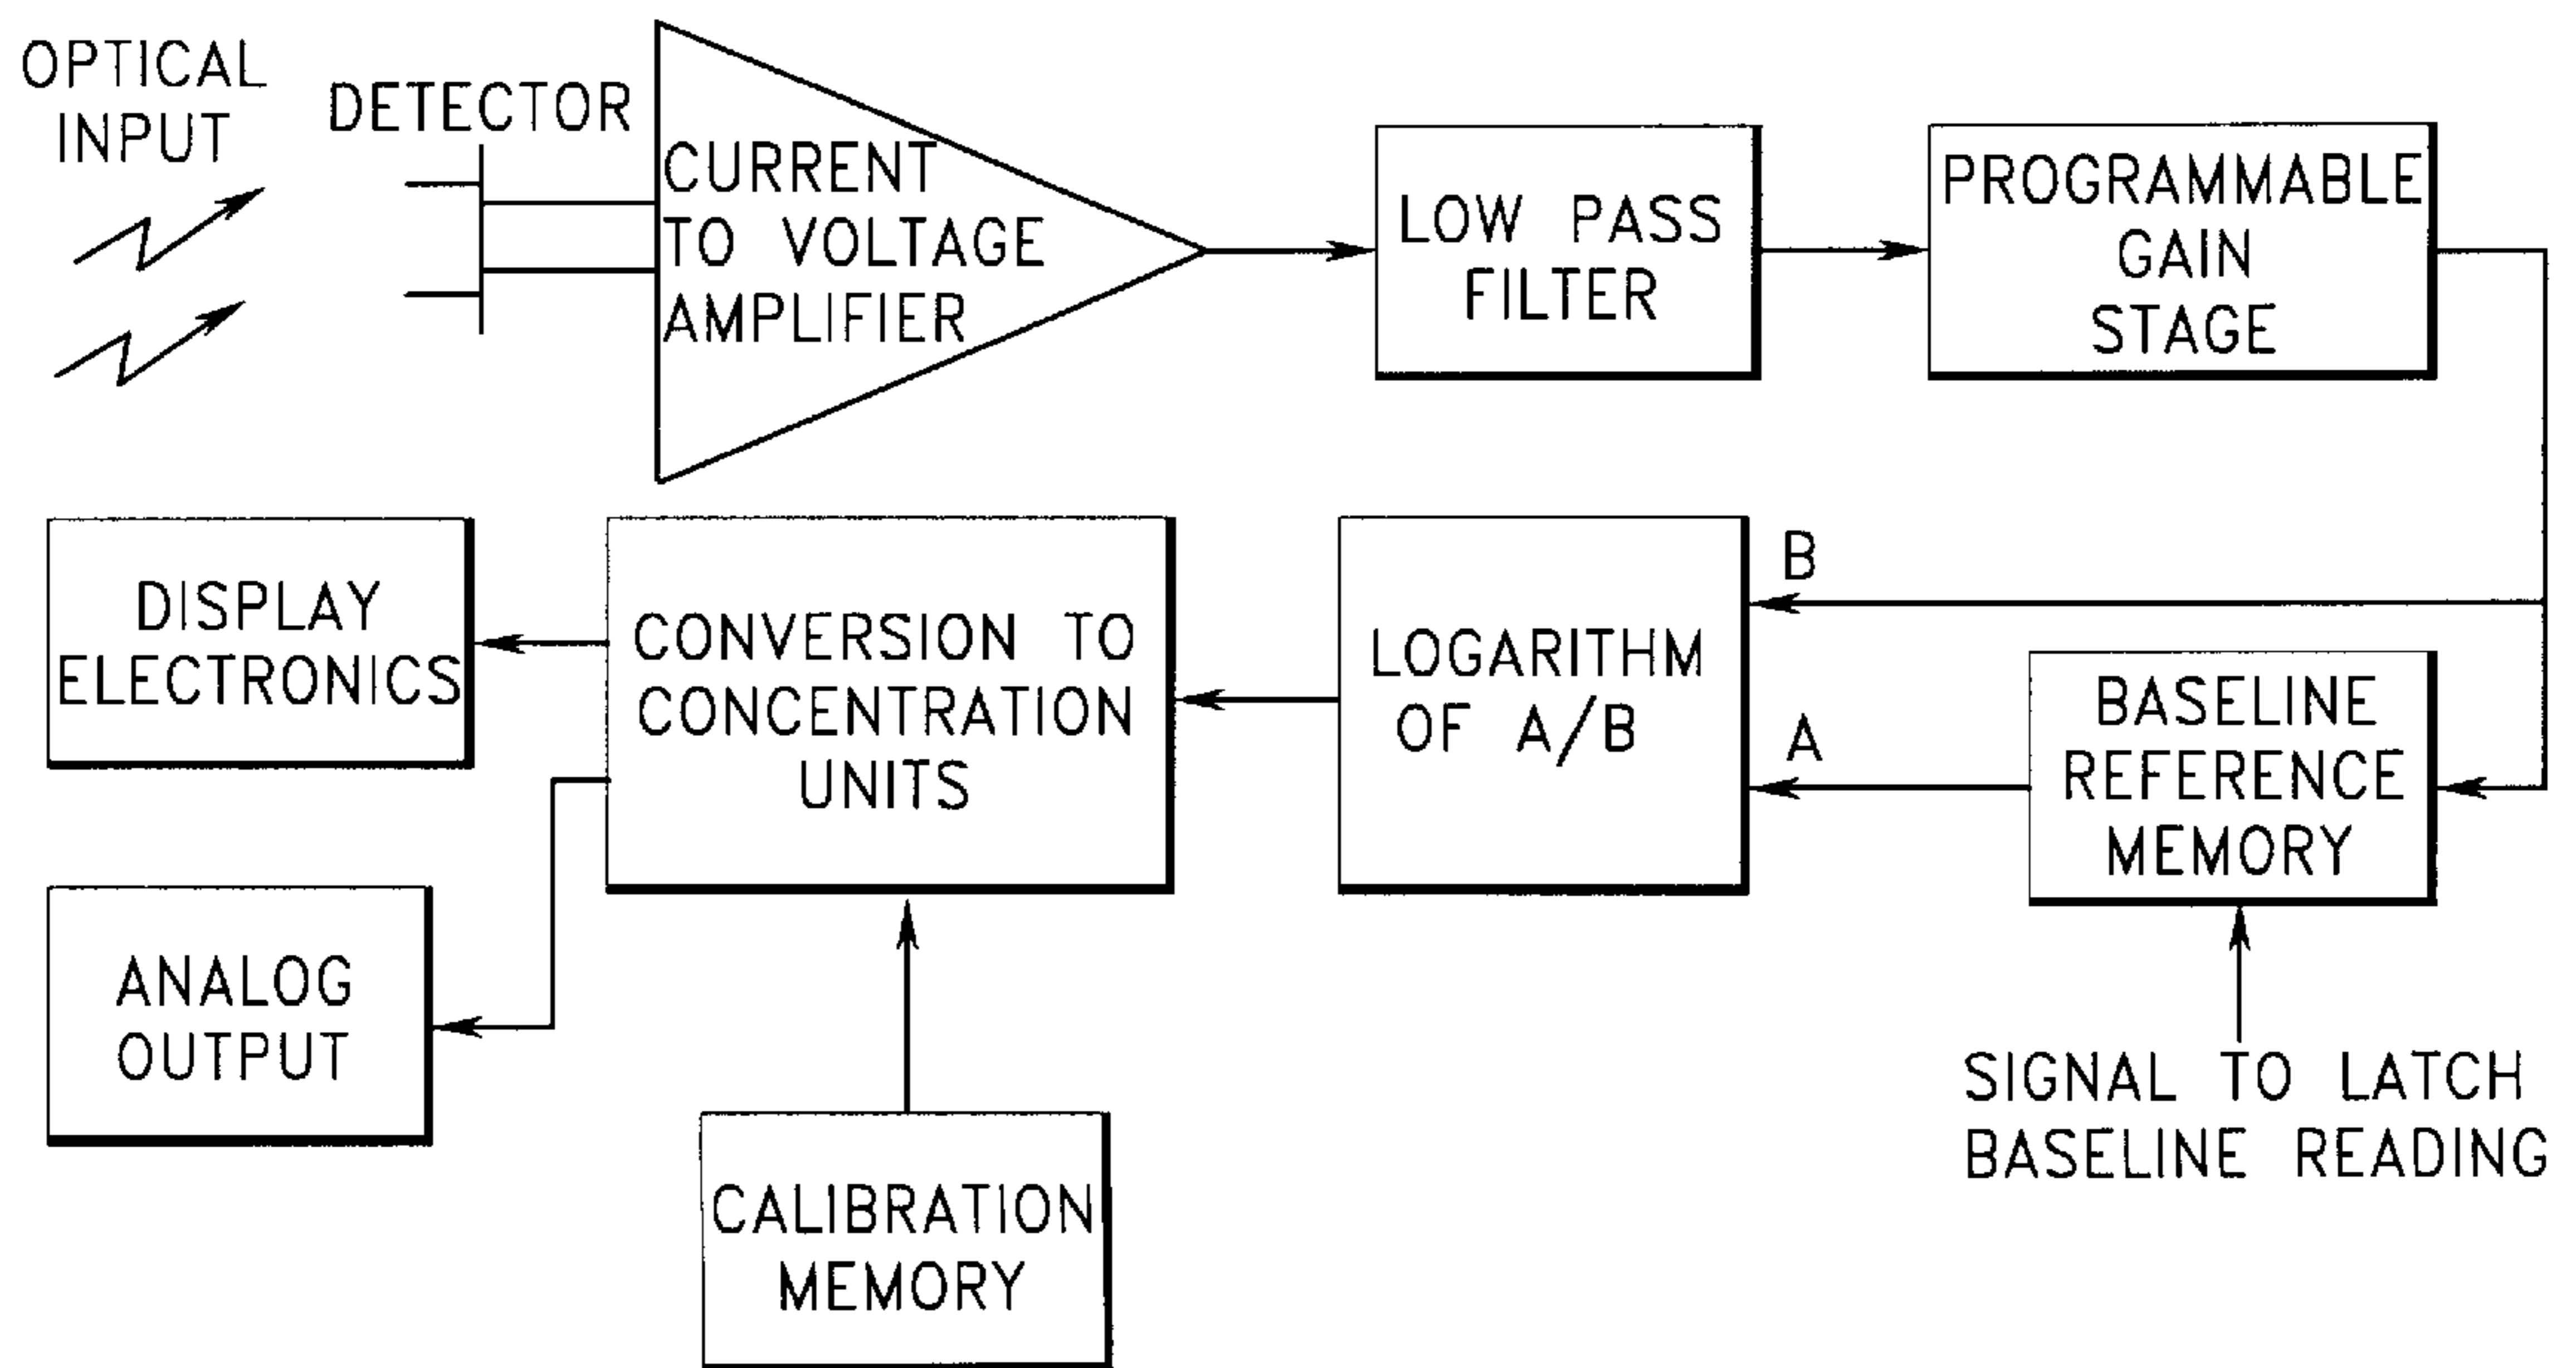 OPTICAL
INPUT
DETECTOR
CURRENT
TO VOLTAGE
AMPLIFIER
LOW PASS
FILTER
PROGRAMMABLE
GAIN
STAGE
DISPLAY
ELECTRONICS
CONVERSION TO
CONCENTRATION
UNITS
LOGARITHM
OF A/B
B
A
BASELINE
REFERENCE
MEMORY
ANALOG
OUTPUT
CALIBRATION
MEMORY
SIGNAL TO LATCH
BASELINE READING